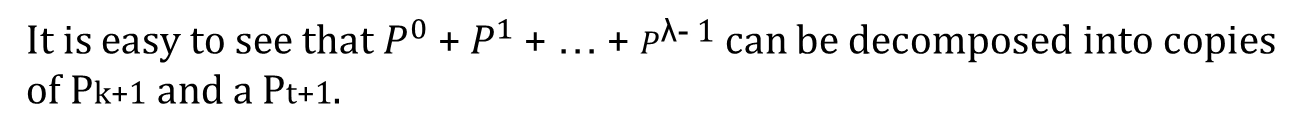 It is easy to see that P⁰ + P¹ + … + P^λ- 1 can be decomposed into copies
of Pk+1 and a Pt+1.